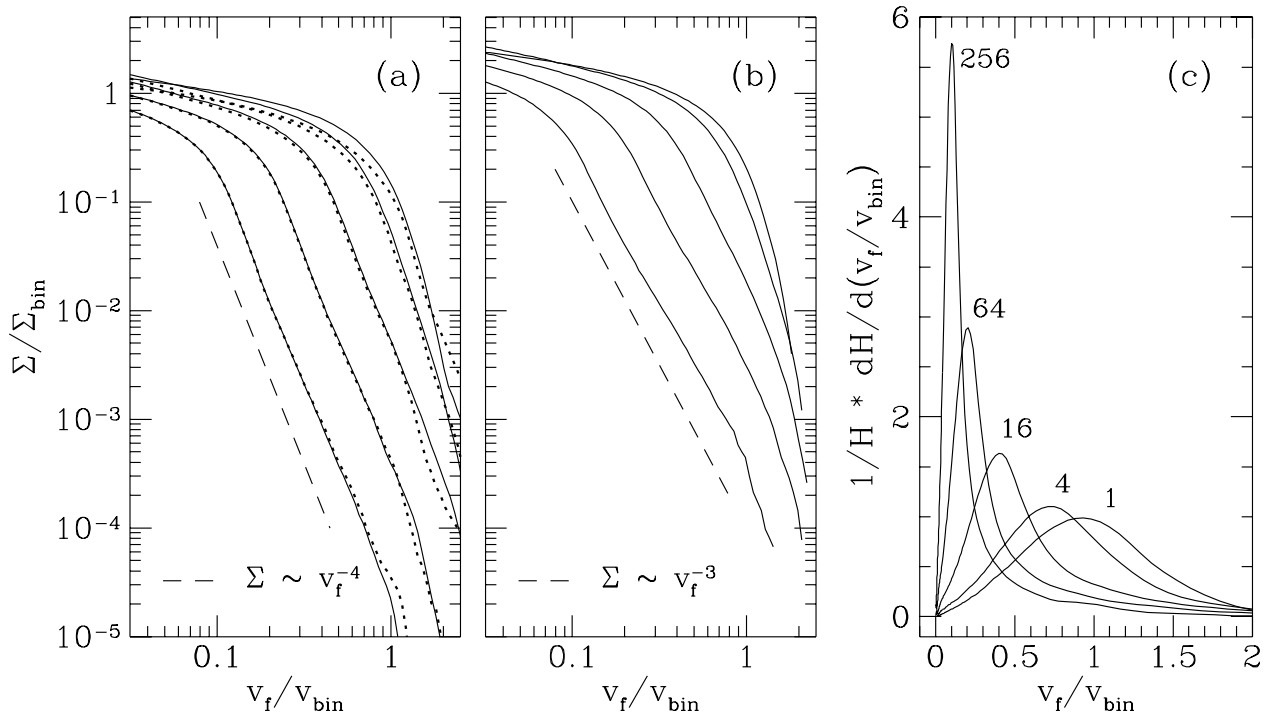 (a)
1
10⁻¹
10⁻²
10⁻³
10⁻⁴
10⁻⁵
Σ/Σ_bin
Σ ~ v_f⁻⁴
0.1
1
v_f/v_bin
(b)
Σ ~ v_f⁻³
0.1
1
v_f/v_bin
(c)
6
4
2
0
1/H * dH/d(v_f/v_bin)
256
64
16
4
1
0
0.5
1
1.5
2
v_f/v_bin